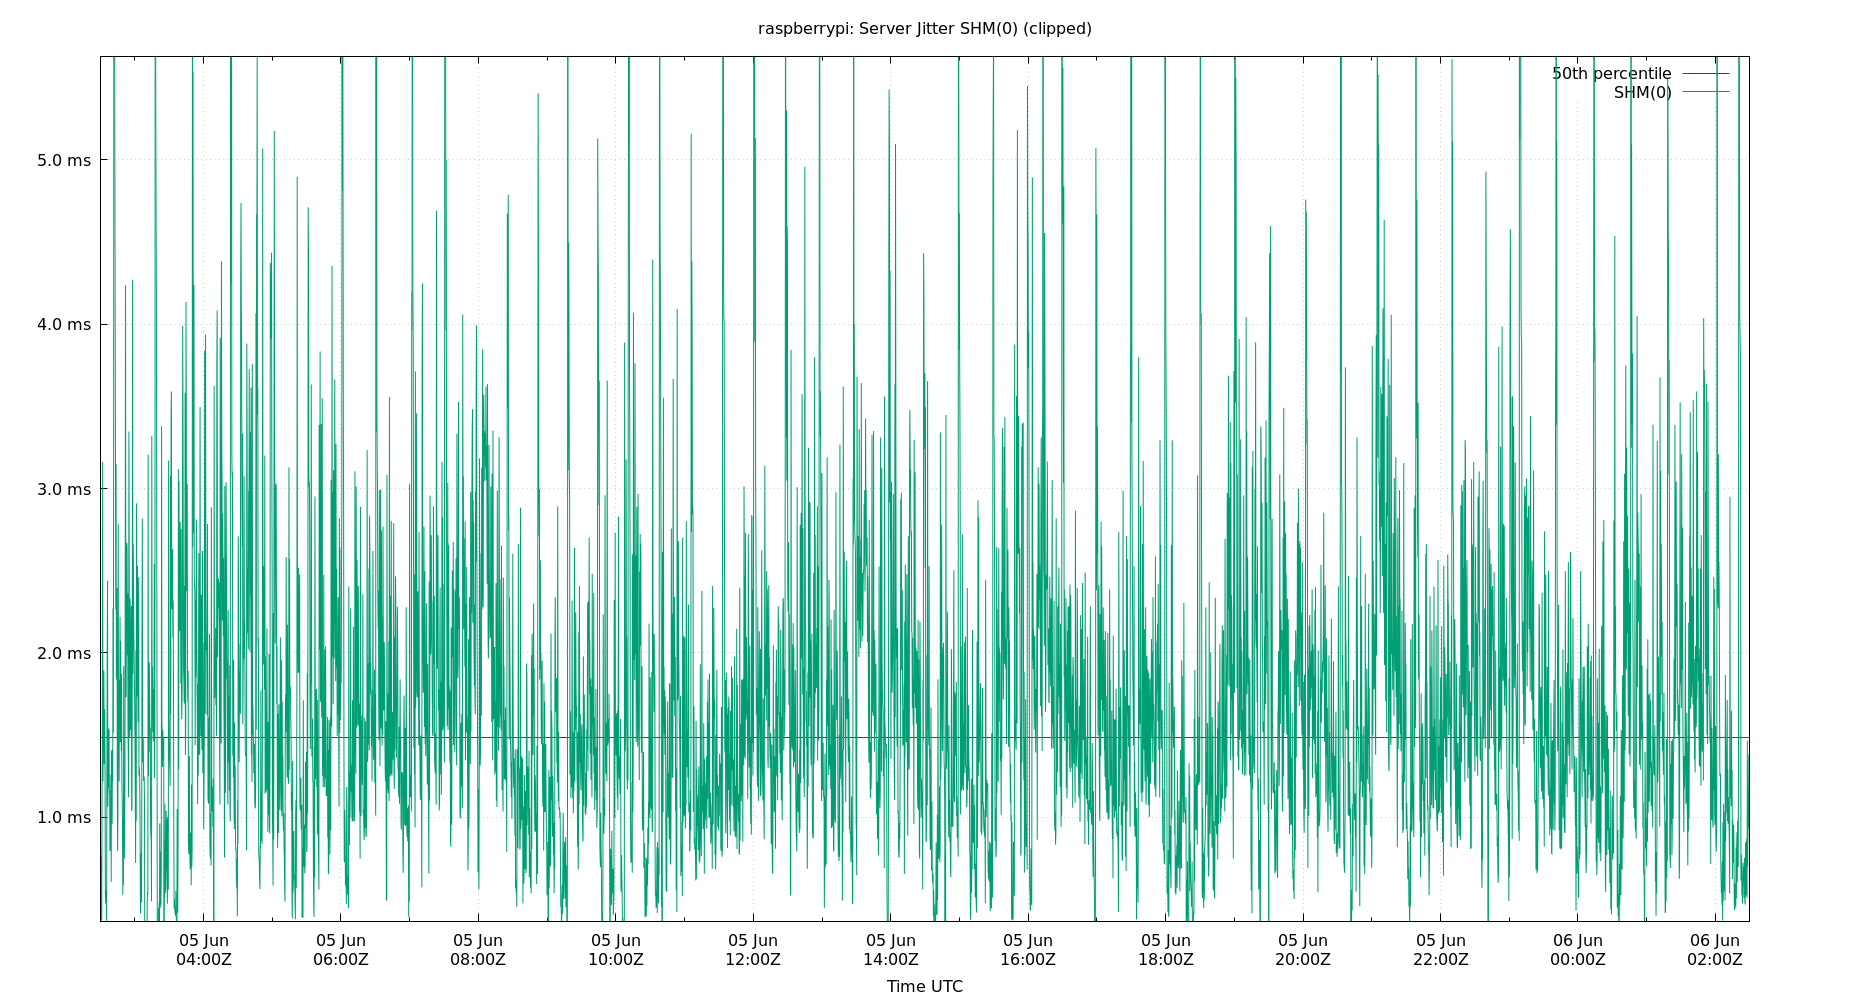 raspberrypi: Server Jitter SHM(0) (clipped)
50th percentile
SHM(0)
5.0 ms
4.0 ms
3.0 ms
2.0 ms
1.0 ms
05 Jun 05 Jun 05 Jun 05 Jun 05 Jun 05 Jun 05 Jun 05 Jun 05 Jun 05 Jun 06 Jun 06 Jun
04:00Z 06:00Z 08:00Z 10:00Z 12:00Z 14:00Z 16:00Z 18:00Z 20:00Z 22:00Z 00:00Z 02:00Z
Time UTC